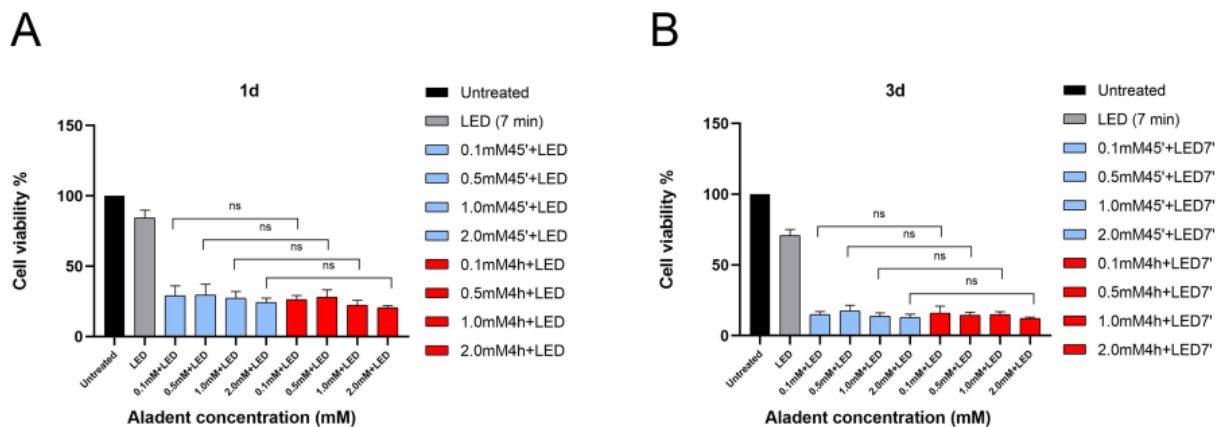 A
1d
Cell viability %
150
100
50
0
ns
ns
ns
ns
Untreated
LED
0.1mM+LED
0.5mM+LED
1.0mM+LED
2.0mM+LED
0.1mM+LED
0.5mM+LED
1.0mM+LED
2.0mM+LED
Aladent concentration (mM)
Untreated
LED (7 min)
0.1mM45'+LED
0.5mM45'+LED
1.0mM45'+LED
2.0mM45'+LED
0.1mM4h+LED
0.5mM4h+LED
1.0mM4h+LED
2.0mM4h+LED
B
3d
Cell viability %
150
100
50
0
ns
ns
ns
ns
Untreated
LED
0.1mM+LED
0.5mM+LED
1.0mM+LED
2.0mM+LED
0.1mM+LED
0.5mM+LED
1.0mM+LED
2.0mM+LED
Aladent concentration (mM)
Untreated
LED (7 min)
0.1mM45'+LED7'
0.5mM45'+LED7'
1.0mM45'+LED7'
2.0mM45'+LED7'
0.1mM4h+LED7'
0.5mM4h+LED7'
1.0mM4h+LED7'
2.0mM4h+LED7'